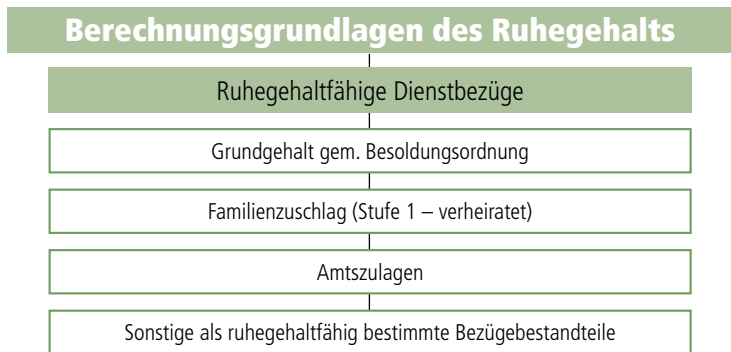 Berechnungsgrundlagen des Ruhegehalts
Ruhegehaltfähige Dienstbezüge
Grundgehalt gem. Besoldungsordnung
Familienzuschlag (Stufe 1 – verheiratet)
Amtszulagen
Sonstige als ruhegehaltfähig bestimmte Bezügebestandteile